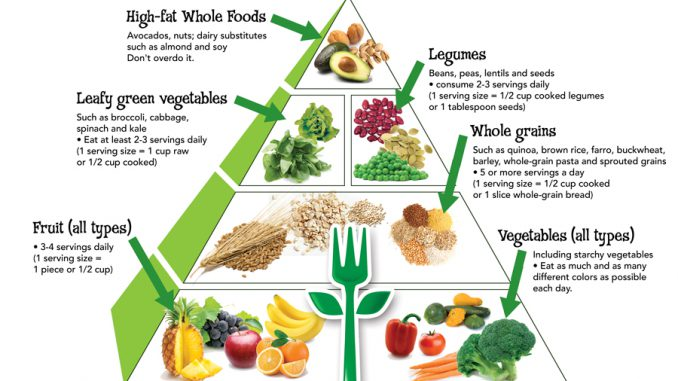 High-fat Whole Foods
Avocados, nuts; dairy substitutes
such as almond and soy
Don't overdo it.
Legumes
Beans, peas, lentils and seeds
• consume 2-3 servings daily
(1 serving size = 1/2 cup cooked legumes
or 1 tablespoon seeds)
Leafy green vegetables
Such as broccoli, cabbage,
spinach and kale
• Eat at least 2-3 servings daily
(1 serving size = 1 cup raw
or 1/2 cup cooked)
Whole grains
Such as quinoa, brown rice, farro, buckwheat,
barley, whole-grain pasta and sprouted grains
• 5 or more servings a day
(1 serving size = 1/2 cup cooked
or 1 slice whole-grain bread)
Fruit (all types)
• 3-4 servings daily
(1 serving size =
1 piece or 1/2 cup)
Vegetables (all types)
Including starchy vegetables
• Eat as much and as many
different colors as possible
each day.